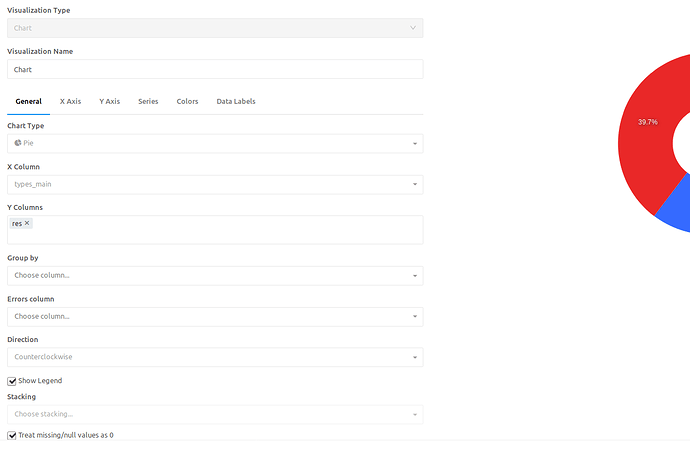 Visualization Type
Chart
Visualization Name
Chart
General X Axis Y Axis Series Colors Data Labels
Chart Type
Pie
X Column
types_main
Y Columns
res ×
Group by
Choose column...
Errors column
Choose column...
Direction
Counterclockwise
Show Legend
Stacking
Choose stacking...
Treat missing/null values as 0
39.7%